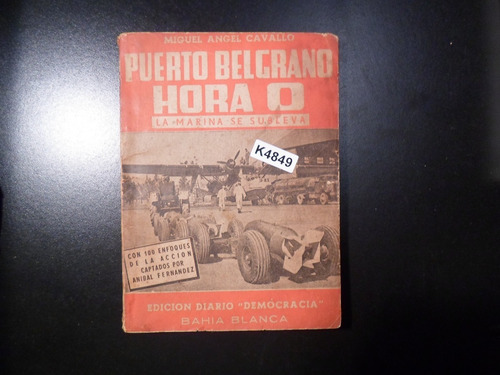 MIGUEL ANGEL CAVALLO
PUERTO BELGRANO
HORA 0
LA MARINA SE SUBLEVA
K4849
CON 100 ENFOQUES
DE LA ACCION
CAPTADOS POR
ANIBAL FERNANDEZ
EDICION DIARIO "DEMOCRACIA"
BAHIA BLANCA